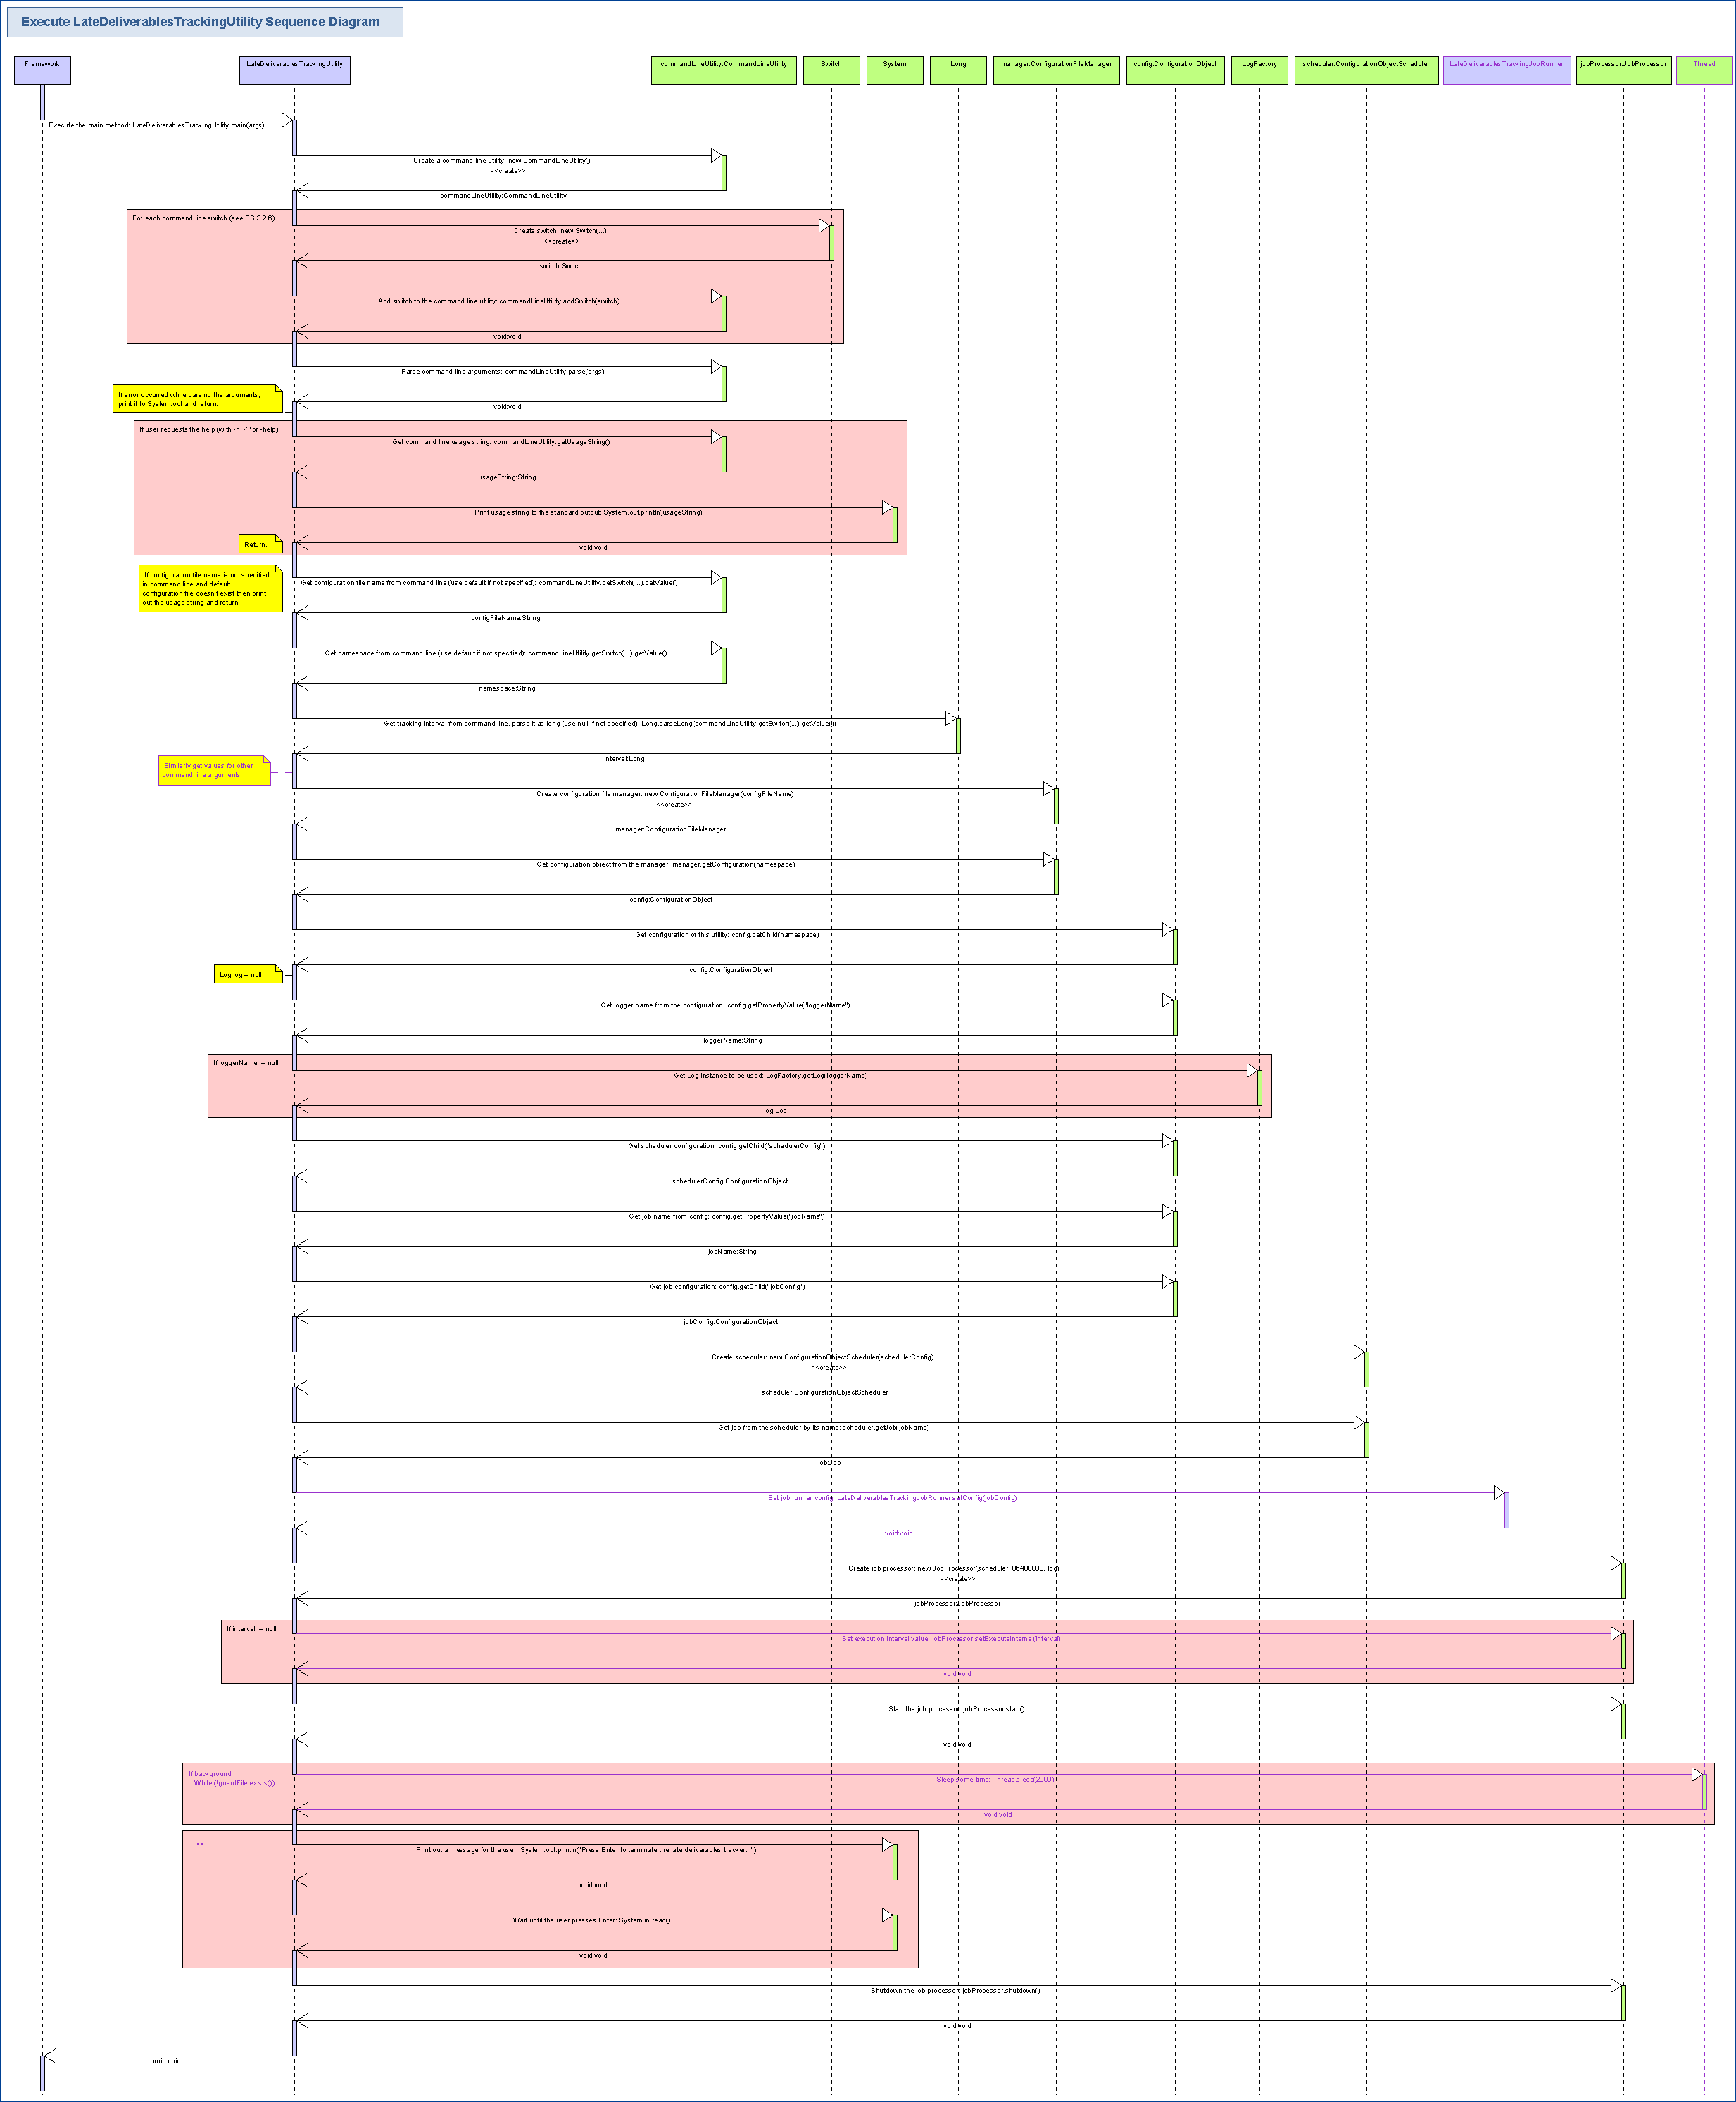 Execute LateDeliverablesTrackingUtility Sequence Diagram
Framework
LateDeliverablesTrackingUtility
commandLineUtility:CommandLineUtility
Switch
System
Long
manager:ConfigurationFileManager
config:ConfigurationObject
LogFactory
scheduler:ConfigurationObjectScheduler
LateDeliverablesTrackingJobRunner
jobProcessor:JobProcessor
Thread
Execute the main method: LateDeliverablesTrackingUtility.main(args)
Create a command line utility: new CommandLineUtility()
<<create>>
commandLineUtility:CommandLineUtility
For each command line switch (see CS 3.2.6)
Create switch: new Switch(...)
<<create>>
switch:Switch
Add switch to the command line utility: commandLineUtility.addSwitch(switch)
void:void
Parse command line arguments: commandLineUtility.parse(args)
If error occurred while parsing the arguments,
print it to System.out and return.
void:void
If user requests the help (with -h, -? or -help)
Get command line usage string: commandLineUtility.getUsageString()
usageString:String
Print usage string to the standard output: System.out.println(usageString)
Return.
void:void
If configuration file name is not specified
in command line and default
configuration file doesn't exist then print
out the usage string and return.
Get configuration file name from command line (use default if not specified): commandLineUtility.getSwitch(...).getValue()
configFileName:String
Get namespace from command line (use default if not specified): commandLineUtility.getSwitch(...).getValue()
namespace:String
Get tracking interval from command line, parse it as long (use null if not specified): Long.parseLong(commandLineUtility.getSwitch(...).getValue())
interval:Long
Similarly get values for other
command line arguments
Create configuration file manager: new ConfigurationFileManager(configFileName)
<<create>>
manager:ConfigurationFileManager
Get configuration object from the manager: manager.getConfiguration(namespace)
config:ConfigurationObject
Get configuration of this utility: config.getChild(namespace)
config:ConfigurationObject
Log log = null;
Get logger name from the configuration: config.getPropertyValue("loggerName")
loggerName:String
If loggerName != null
Get Log instance to be used: LogFactory.getLog(loggerName)
log:Log
Get scheduler configuration: config.getChild("schedulerConfig")
schedulerConfig:ConfigurationObject
Get job name from config: config.getPropertyValue("jobName")
jobName:String
Get job configuration: config.getChild("jobConfig")
jobConfig:ConfigurationObject
Create scheduler: new ConfigurationObjectScheduler(schedulerConfig)
<<create>>
scheduler:ConfigurationObjectScheduler
Get job from the scheduler by its name: scheduler.getJob(jobName)
job:Job
Set job runner config: LateDeliverablesTrackingJobRunner.setConfig(jobConfig)
void:void
Create job processor: new JobProcessor(scheduler, 86400000, log)
<<create>>
jobProcessor:JobProcessor
If interval != null
Set execution interval value: jobProcessor.setExecuteInternal(interval)
void:void
Start the job processor: jobProcessor.start()
void:void
If background
While (!guardFile.exists())
Sleep some time: Thread.sleep(2000)
void:void
Else
Print out a message for the user: System.out.println("Press Enter to terminate the late deliverables tracker...")
void:void
Wait until the user presses Enter: System.in.read()
void:void
Shutdown the job processor: jobProcessor.shutdown()
void:void
void:void